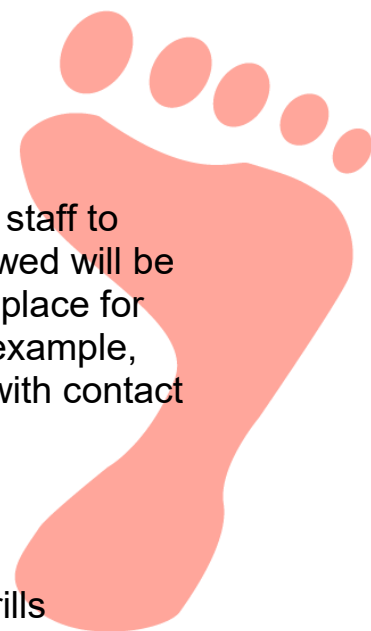 staff to
wed will be
place for
example,
with contact
rills